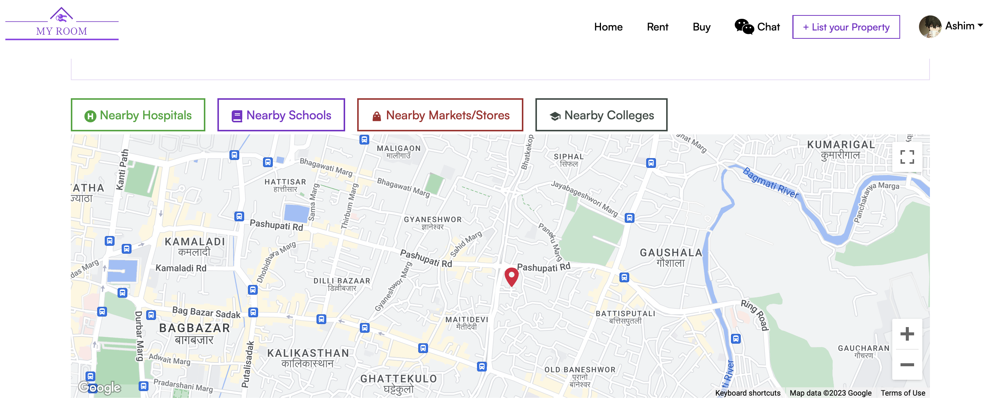 MY ROOM
Home Rent Buy Chat + List your Property Ashim
Nearby Hospitals Nearby Schools Nearby Markets/Stores Nearby Colleges
MALIGAON
मालीगाउँ
KUMARIGAL
कुमारीगाल
SIPHAL
सिफल
Kanti Path
Bhatkekop
Bhagawati Marg
Bagmati River
HATTISAR
हात्तीसार
Bhagawati Marg
Jayabageshwori Marg
Panchakanya Marga
YATHA
ज्याठा
Sama Marg
Thirbum Marg
GYANESHWOR
ज्ञानेश्वर
Pashupati Rd
Paneku Marg
KAMALADI
कमलादी
Sahid Marg
Dhobidhara Marg
GAUSHALA
गौशाला
Pashupati Rd
Pashupati Rd
das Marg
Kamaladi Rd
DILLI BAZAAR
डिल्लीबजार
Gyaneshwor Marg
Bag Bazar Sadak
Durbar Marg
MAITIDEVI
मैतीदेवी
BATTISPUTALI
बत्तिसपुतली
Ring Road
BAGBAZAR
बागबजार
GAUCHARAN
गौचरण
KALIKASTHAN
कालिकास्थान
Adwait Marg
Putalisadak
OLD BANESHWOR
पुरानो
बानेश्वर
GHATTEKULO
घट्टेकुलो
Pradarshani Marg
ati River
Google
Keyboard shortcuts Map data ©2023 Google Terms of Use